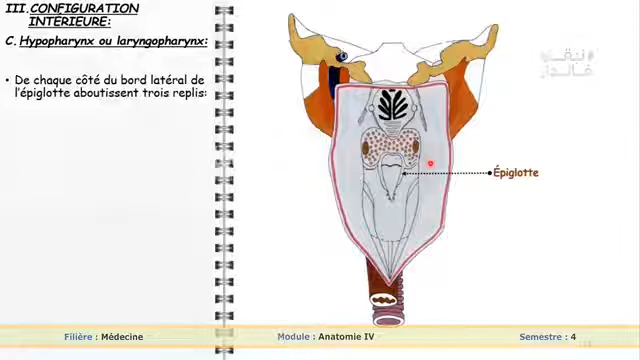 III. CONFIGURATION
INTERIEURE:
C. Hypopharynx ou laryngopharynx:
• De chaque côté du bord latéral de
l'épiglotte aboutissent trois replis:
Épiglotte
Filière : Médecine
Module : Anatomie IV
Semestre : 4